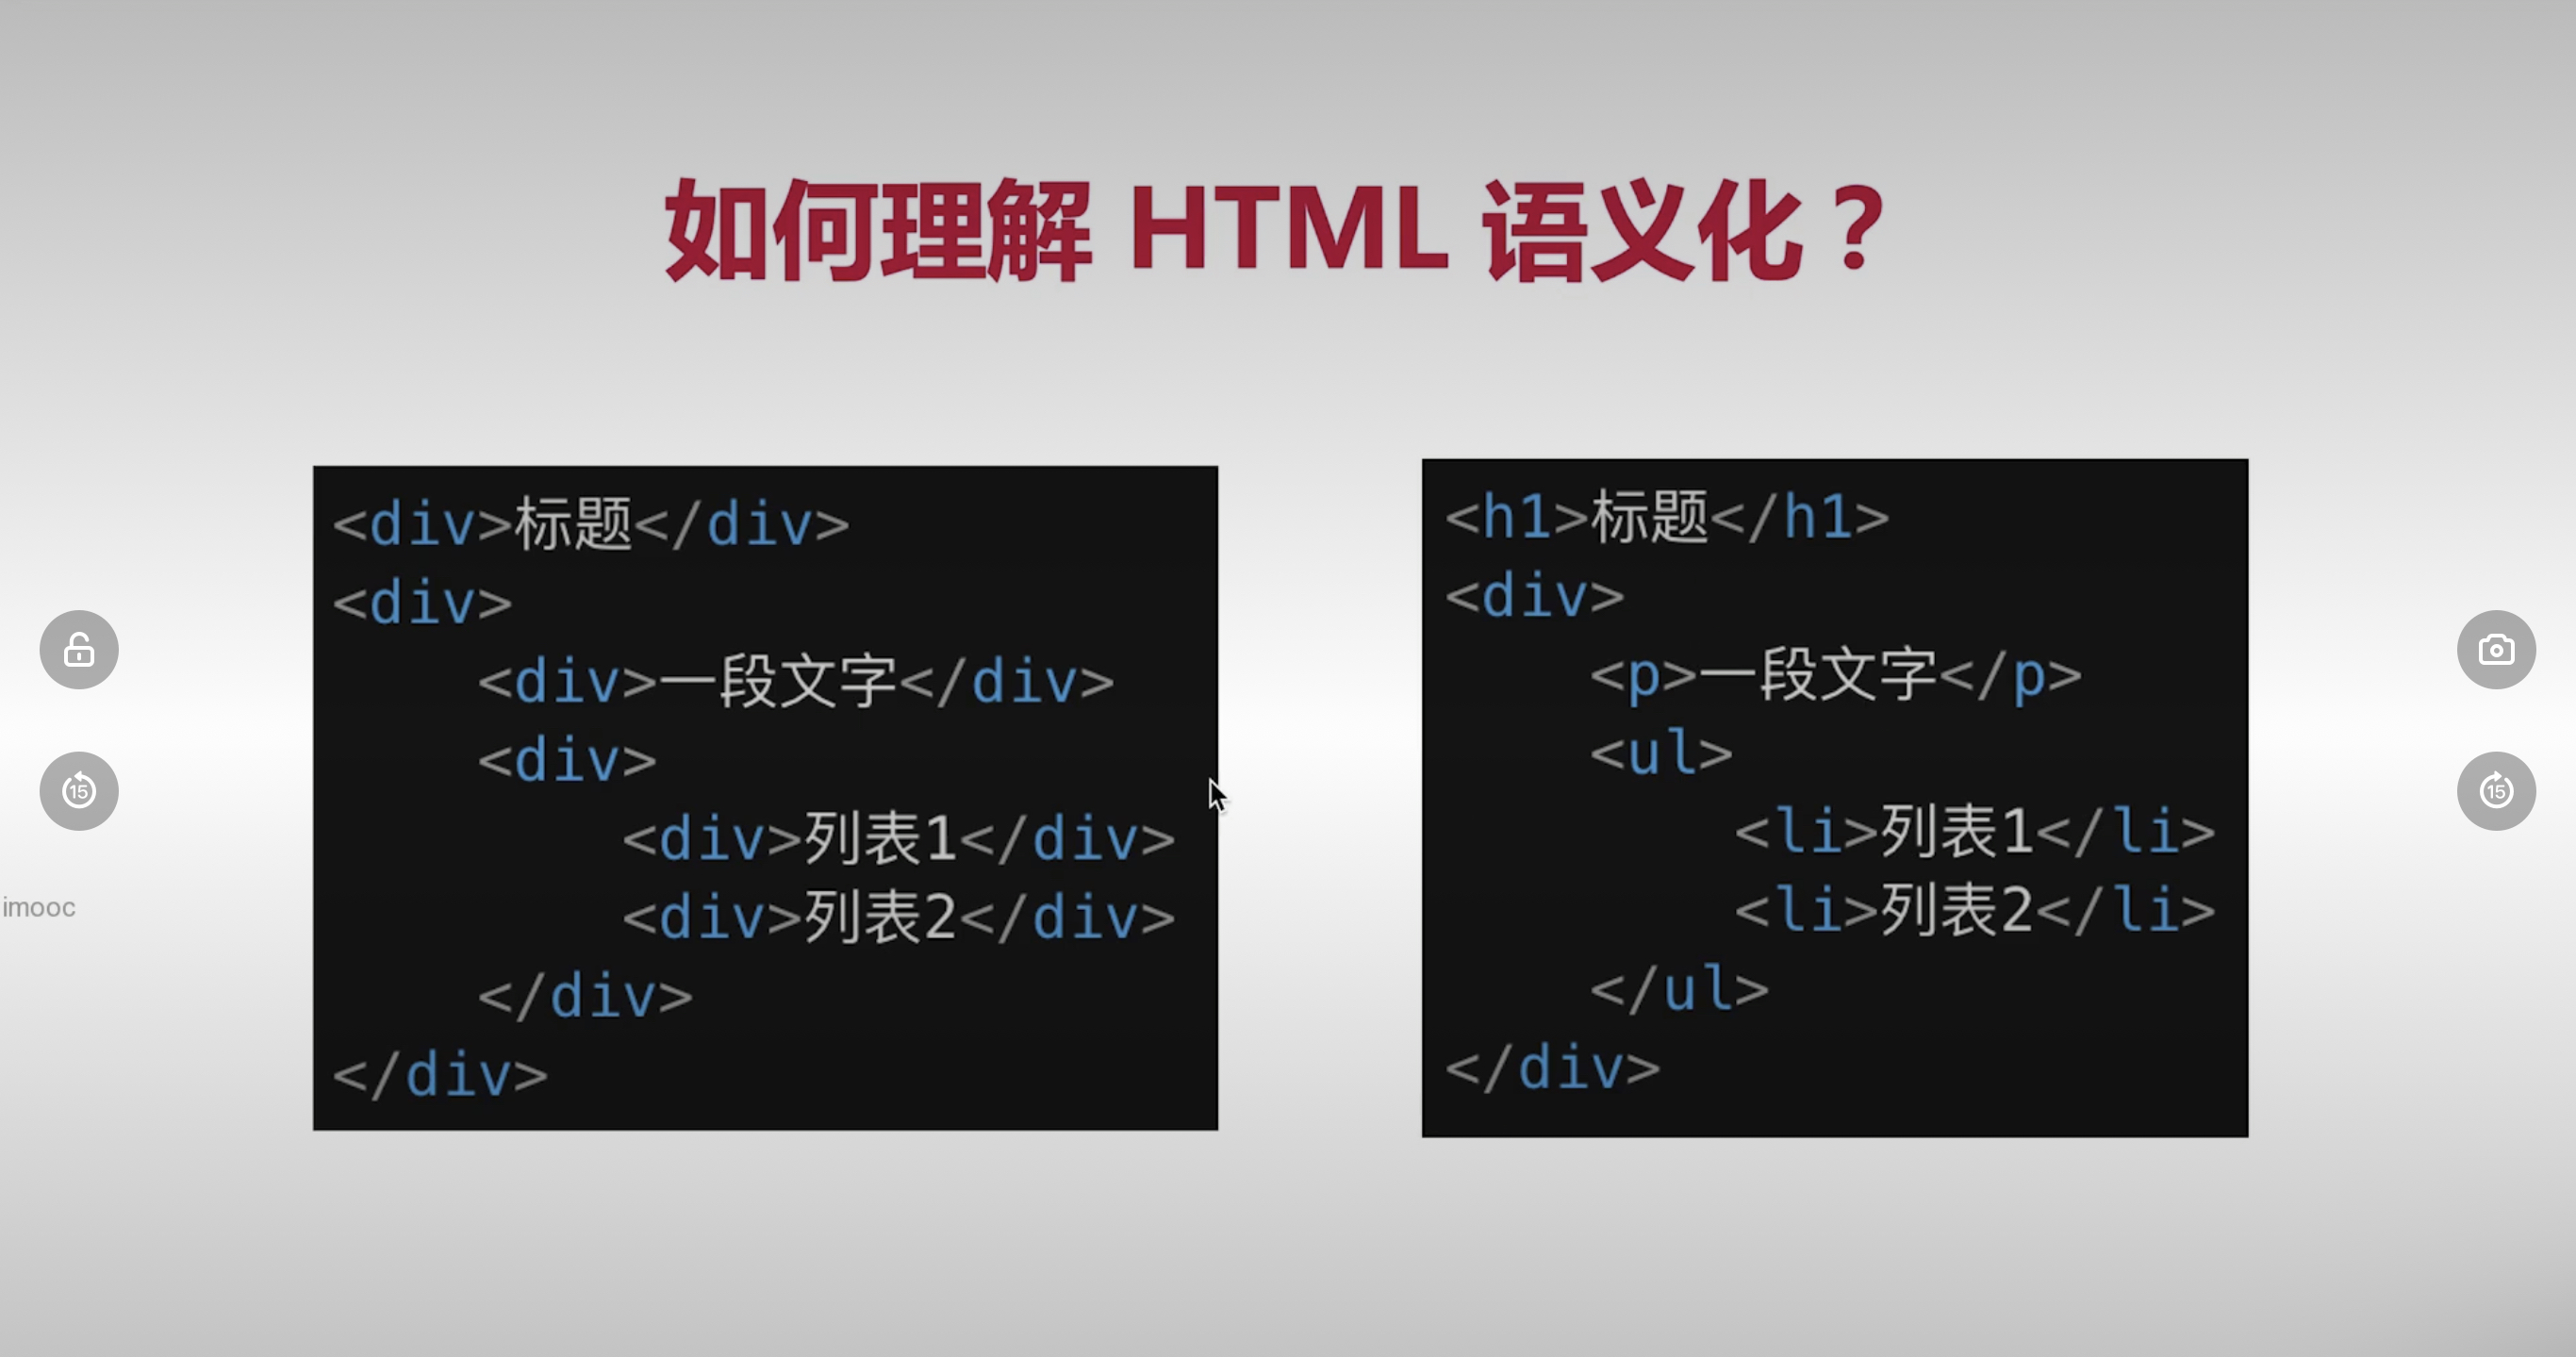 如何理解 HTML 语义化？
<div>标题</div>
<div>
<div>一段文字</div>
<div>
<div>列表1</div>
<div>列表2</div>
</div>
</div>
<h1>标题</h1>
<div>
<p>一段文字</p>
<ul>
<li>列表1</li>
<li>列表2</li>
</ul>
</div>
15
15
imooc